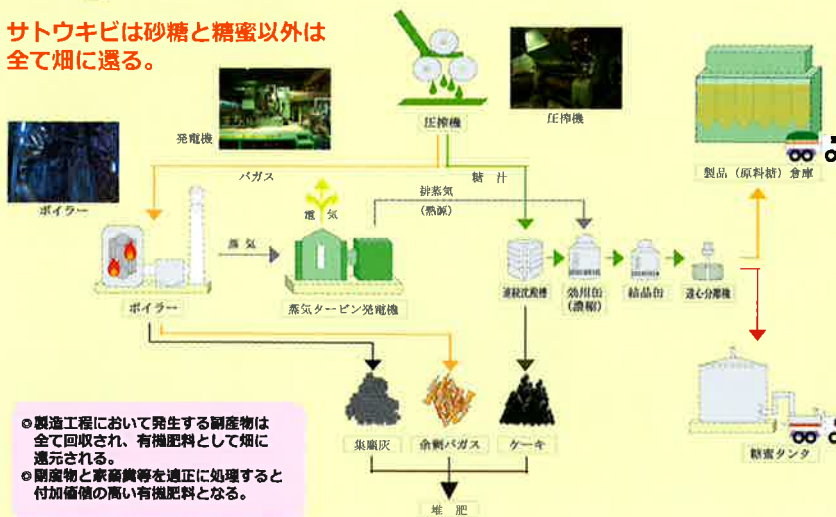 サトウキビは砂糖と糖蜜以外は
全て畑に還る。
圧搾機
圧搾機
発電機
ボイラー
製品（原料糖）倉庫
バガス
糖 汁
電 気
排蒸気
（熱源）
蒸 気
ボイラー
蒸気タービン発電機
連続沈澱槽
効用缶
（濃縮）
結晶缶
遠心分離機
集塵灰
余剰バガス
ケーキ
糖蜜タンク
堆 肥
◎製造工程において発生する副産物は
全て回収され、有機肥料として畑に
還元される。
◎副産物と家畜糞等を適正に処理すると
付加価値の高い有機肥料となる。